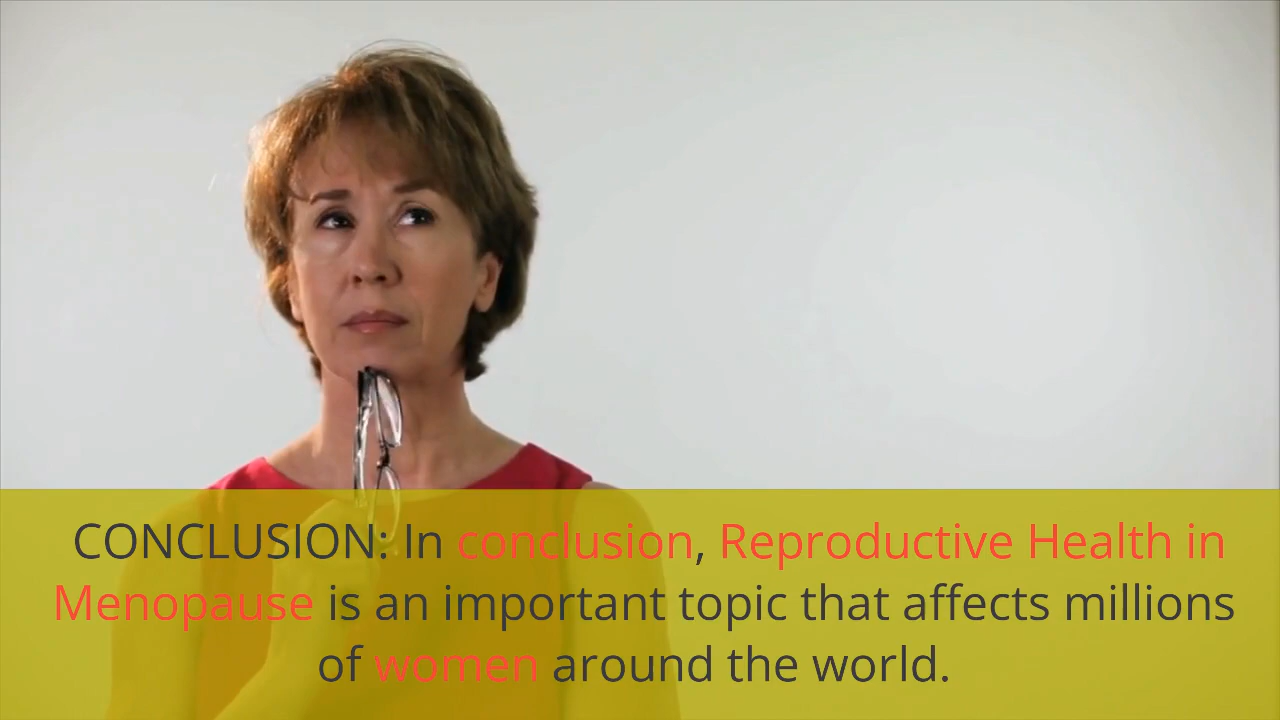 CONCLUSION: In conclusion, Reproductive Health in
Menopause is an important topic that affects millions
of women around the world.